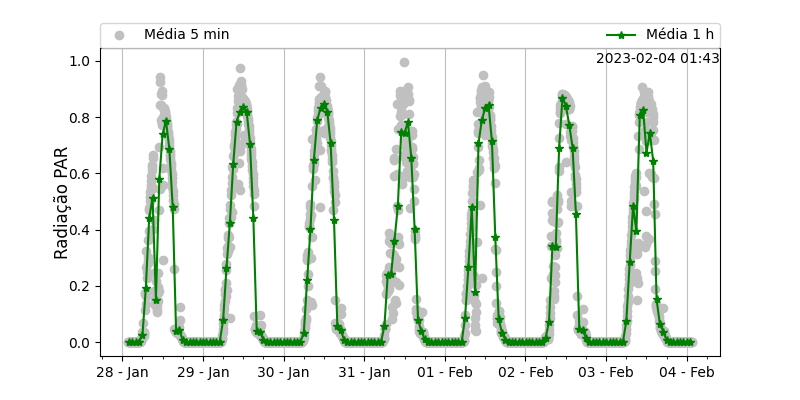 Média 5 min
Média 1 h
2023-02-04 01:43
Radiação PAR
1.0
0.8
0.6
0.4
0.2
0.0
28 - Jan
29 - Jan
30 - Jan
31 - Jan
01 - Feb
02 - Feb
03 - Feb
04 - Feb